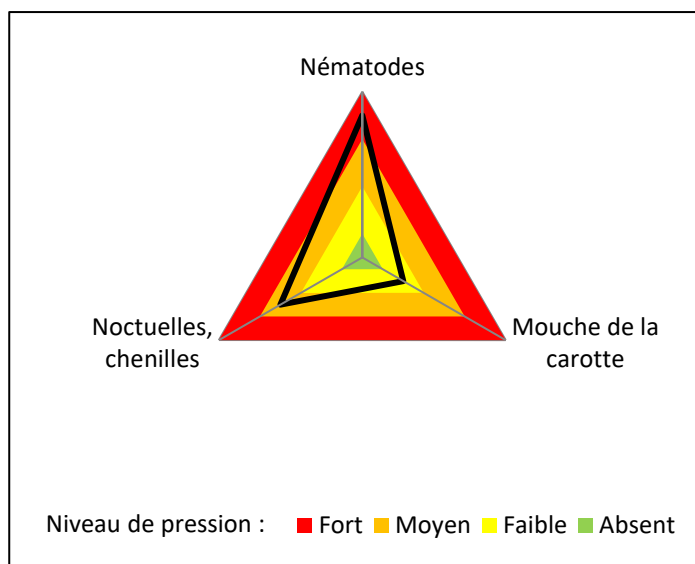 Nématodes
Noctuelles,
chenilles
Mouche de la
carotte
Niveau de pression : Fort Moyen Faible Absent